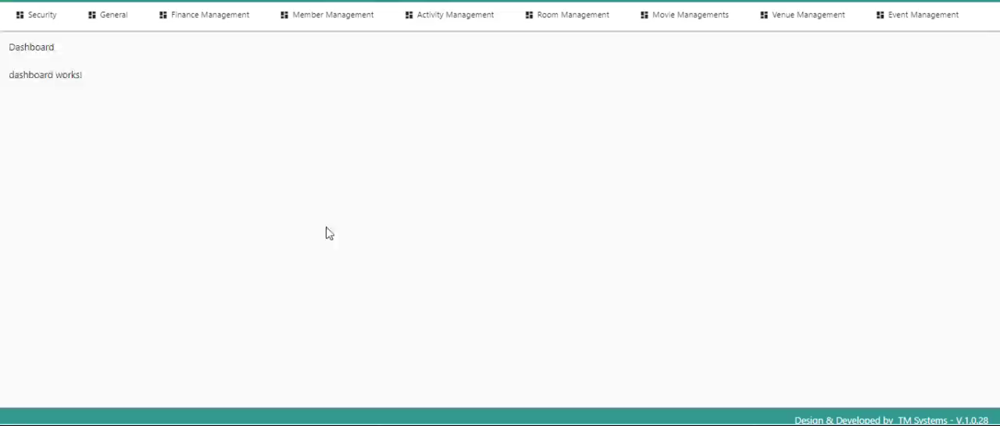 Security General Finance Management Member Management Activity Management Room Management Movie Managements Venue Management Event Management
Dashboard
dashboard works!
Design & Developed by TM Systems - V.1.0.28